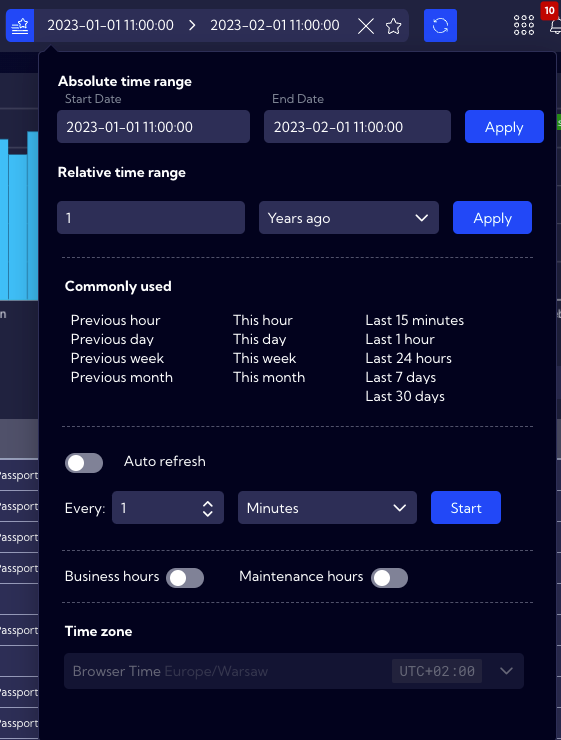 2023-01-01 11:00:00 > 2023-02-01 11:00:00
10
Absolute time range
Start Date End Date
2023-01-01 11:00:00 2023-02-01 11:00:00 Apply
Relative time range
1 Years ago Apply
Commonly used
Previous hour This hour Last 15 minutes
Previous day This day Last 1 hour
Previous week This week Last 24 hours
Previous month This month Last 7 days
Last 30 days
Auto refresh
Every: 1 Minutes Start
Business hours Maintenance hours
Time zone
Browser Time Europe/Warsaw UTC+02:00
Passport
Passport
Passport
Passport
Passport
Passport
Passport